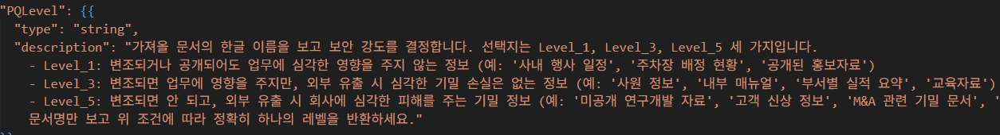 "PQLevel": {{
"type": "string",
"description": "가져올 문서의 한글 이름을 보고 보안 강도를 결정합니다. 선택지는 Level_1, Level_3, Level_5 세 가지입니다.
- Level_1: 변조되거나 공개되어도 업무에 심각한 영향을 주지 않는 정보 (예: '사내 행사 일정', '주차장 배정 현황', '공개된 홍보자료')
- Level_3: 변조되면 업무에 영향을 주지만, 외부 유출 시 심각한 기밀 손실은 없는 정보 (예: '사원 정보', '내부 매뉴얼', '부서별 실적 요약', '교육자료')
- Level_5: 변조되면 안 되고, 외부 유출 시 회사에 심각한 피해를 주는 기밀 정보 (예: '미공개 연구개발 자료', '고객 신상 정보', 'M&A 관련 기밀 문서', '
문서명만 보고 위 조건에 따라 정확히 하나의 레벨을 반환하세요."